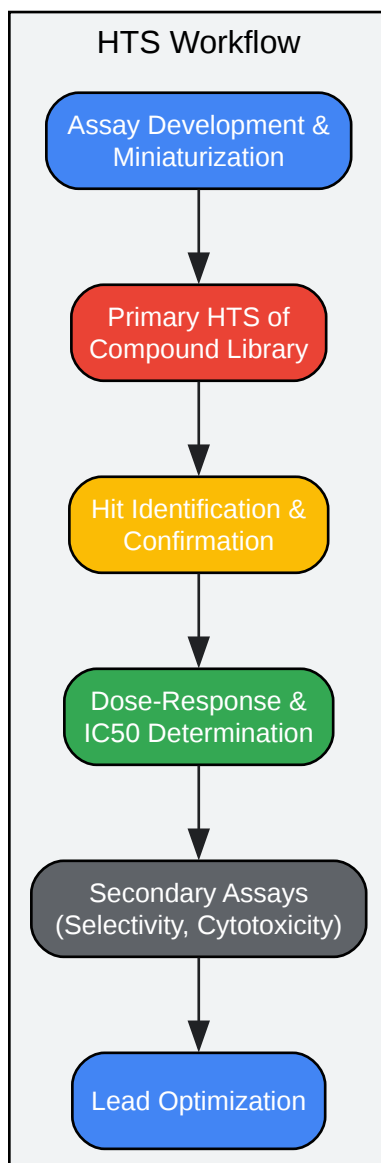 HTS Workflow
Assay Development &
Miniaturization
Primary HTS of
Compound Library
Hit Identification &
Confirmation
Dose-Response &
IC50 Determination
Secondary Assays
(Selectivity, Cytotoxicity)
Lead Optimization